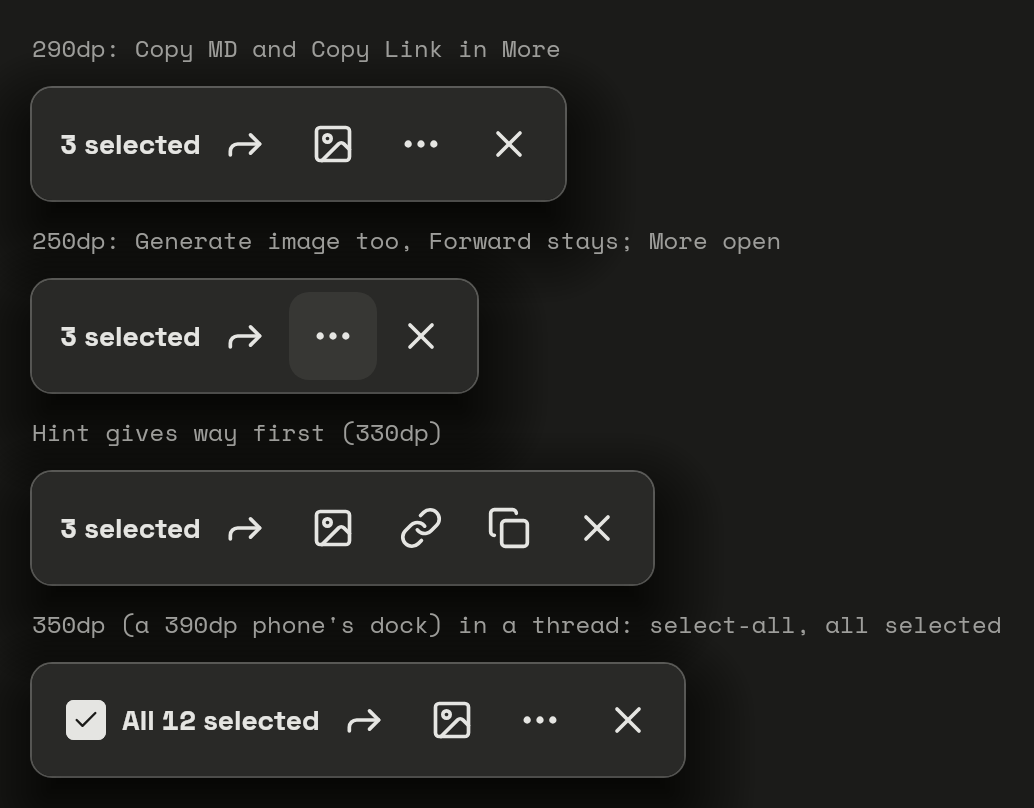 290dp: Copy MD and Copy Link in More
3 selected
250dp: Generate image too, Forward stays; More open
3 selected
Hint gives way first (330dp)
3 selected
350dp (a 390dp phone's dock) in a thread: select-all, all selected
All 12 selected